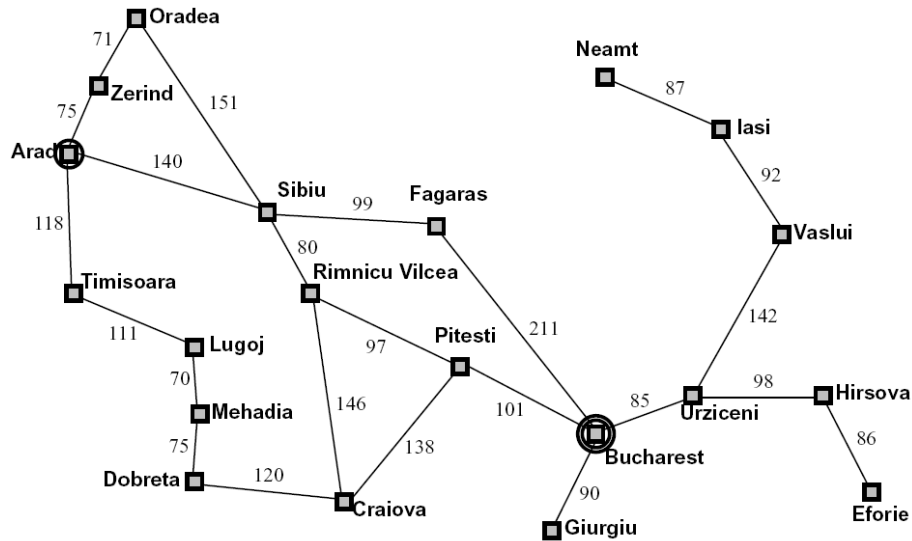 Oradea
71
Neamt
87
Zerind
151
75
Iasi
Arad
140
92
Sibiu
Fagaras
99
118
Vaslui
80
Timisoara
Rimnicu Vilcea
142
211
111
Lugoj
Pitesti
97
70
98
Hirsova
Mehadia
146
101
85
Urziceni
86
75
138
Bucharest
Dobreta
120
90
Craiova
Giurgiu
Eforie